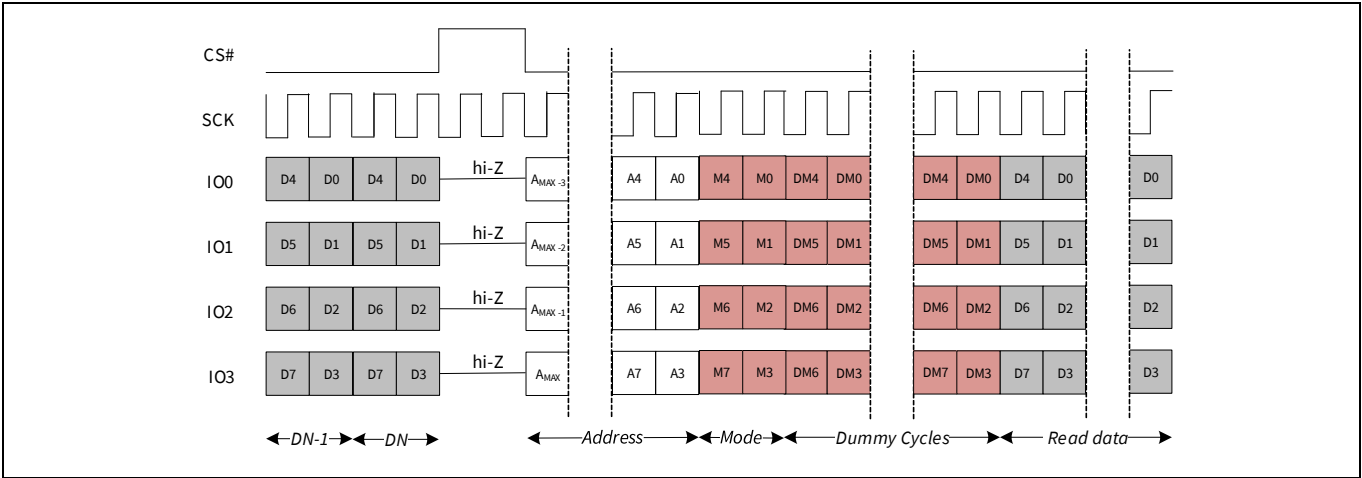 CS#
SCK
hi-Z
IO0 D4 D0 D4 D0 AMAX -3 A4 A0 M4 M0 DM4 DM0 DM4 DM0 D4 D0 D0
hi-Z
IO1 D5 D1 D5 D1 AMAX -2 A5 A1 M5 M1 DM5 DM1 DM5 DM1 D5 D1 D1
hi-Z
IO2 D6 D2 D6 D2 AMAX -1 A6 A2 M6 M2 DM6 DM2 DM6 DM2 D6 D2 D2
hi-Z
IO3 D7 D3 D7 D3 AMAX A7 A3 M7 M3 DM6 DM3 DM7 DM3 D7 D3 D3
DN-1 DN Address Mode Dummy Cycles Read data